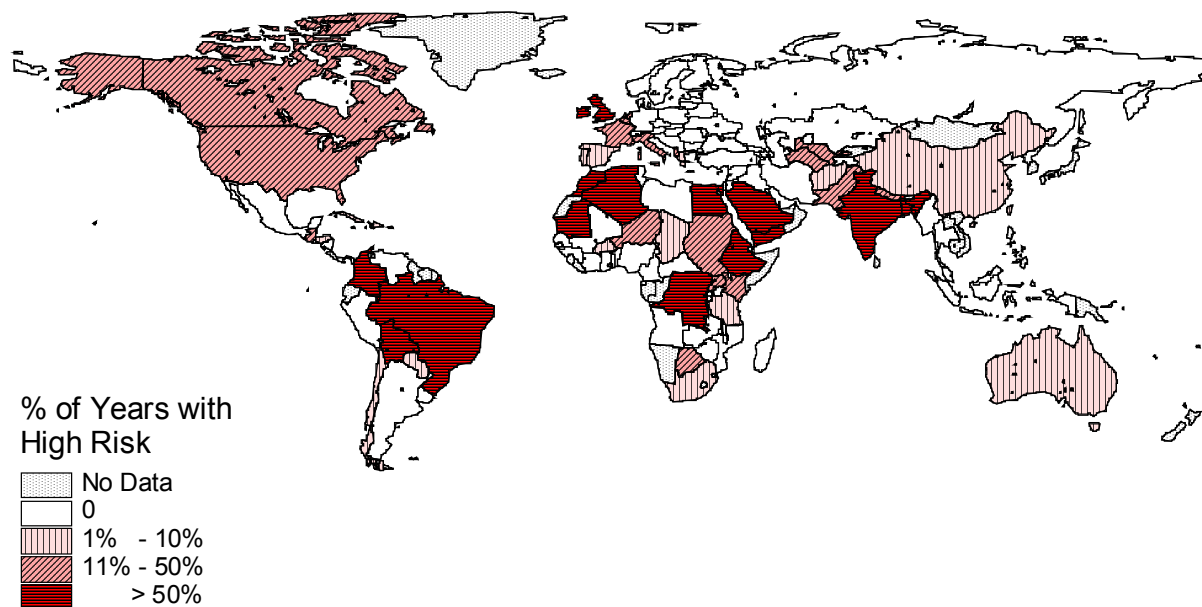 % of Years with
High Risk
No Data
0
1% - 10%
11% - 50%
> 50%